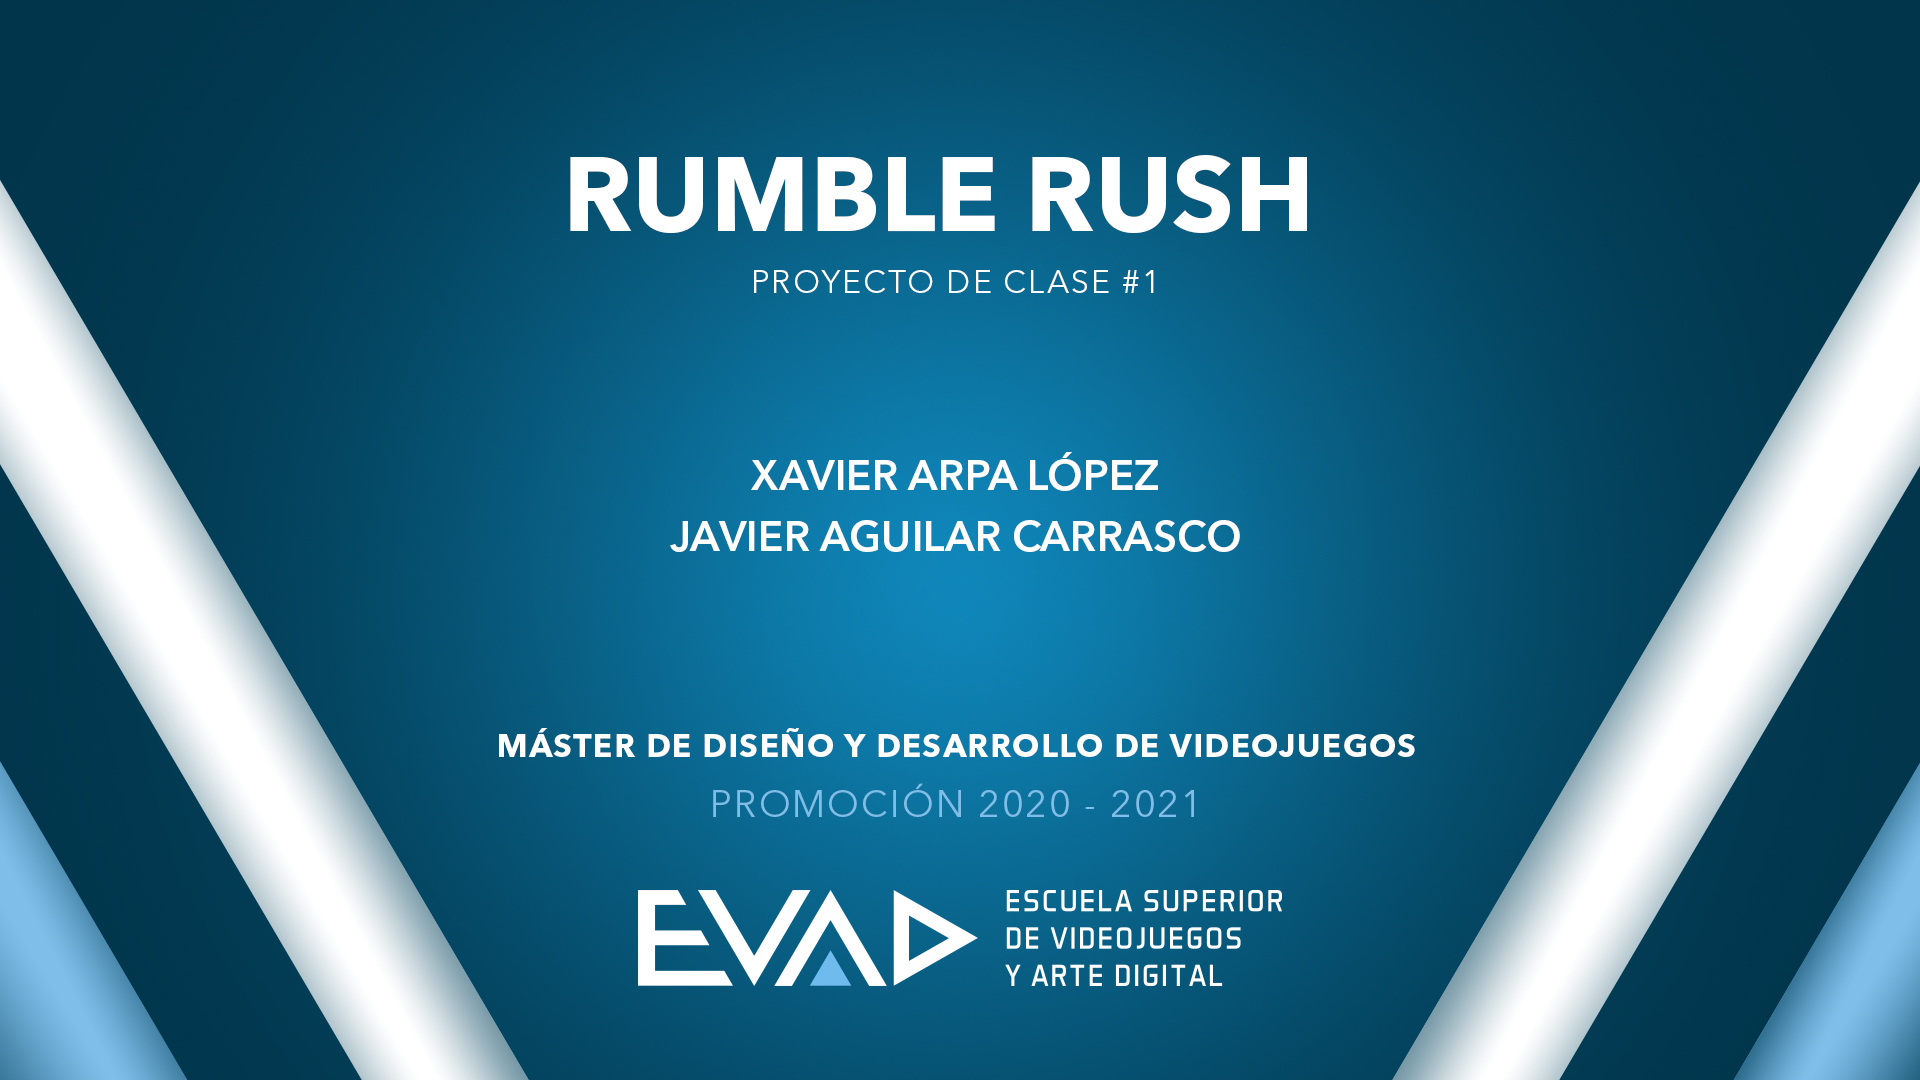 RUMBLE RUSH
PROYECTO DE CLASE #1
XAVIER ARPA LÓPEZ
JAVIER AGUILAR CARRASCO
MÁSTER DE DISEÑO Y DESARROLLO DE VIDEOJUEGOS
PROMOCIÓN 2020 - 2021
EVAD
ESCUELA SUPERIOR
DE VIDEOJUEGOS
Y ARTE DIGITAL